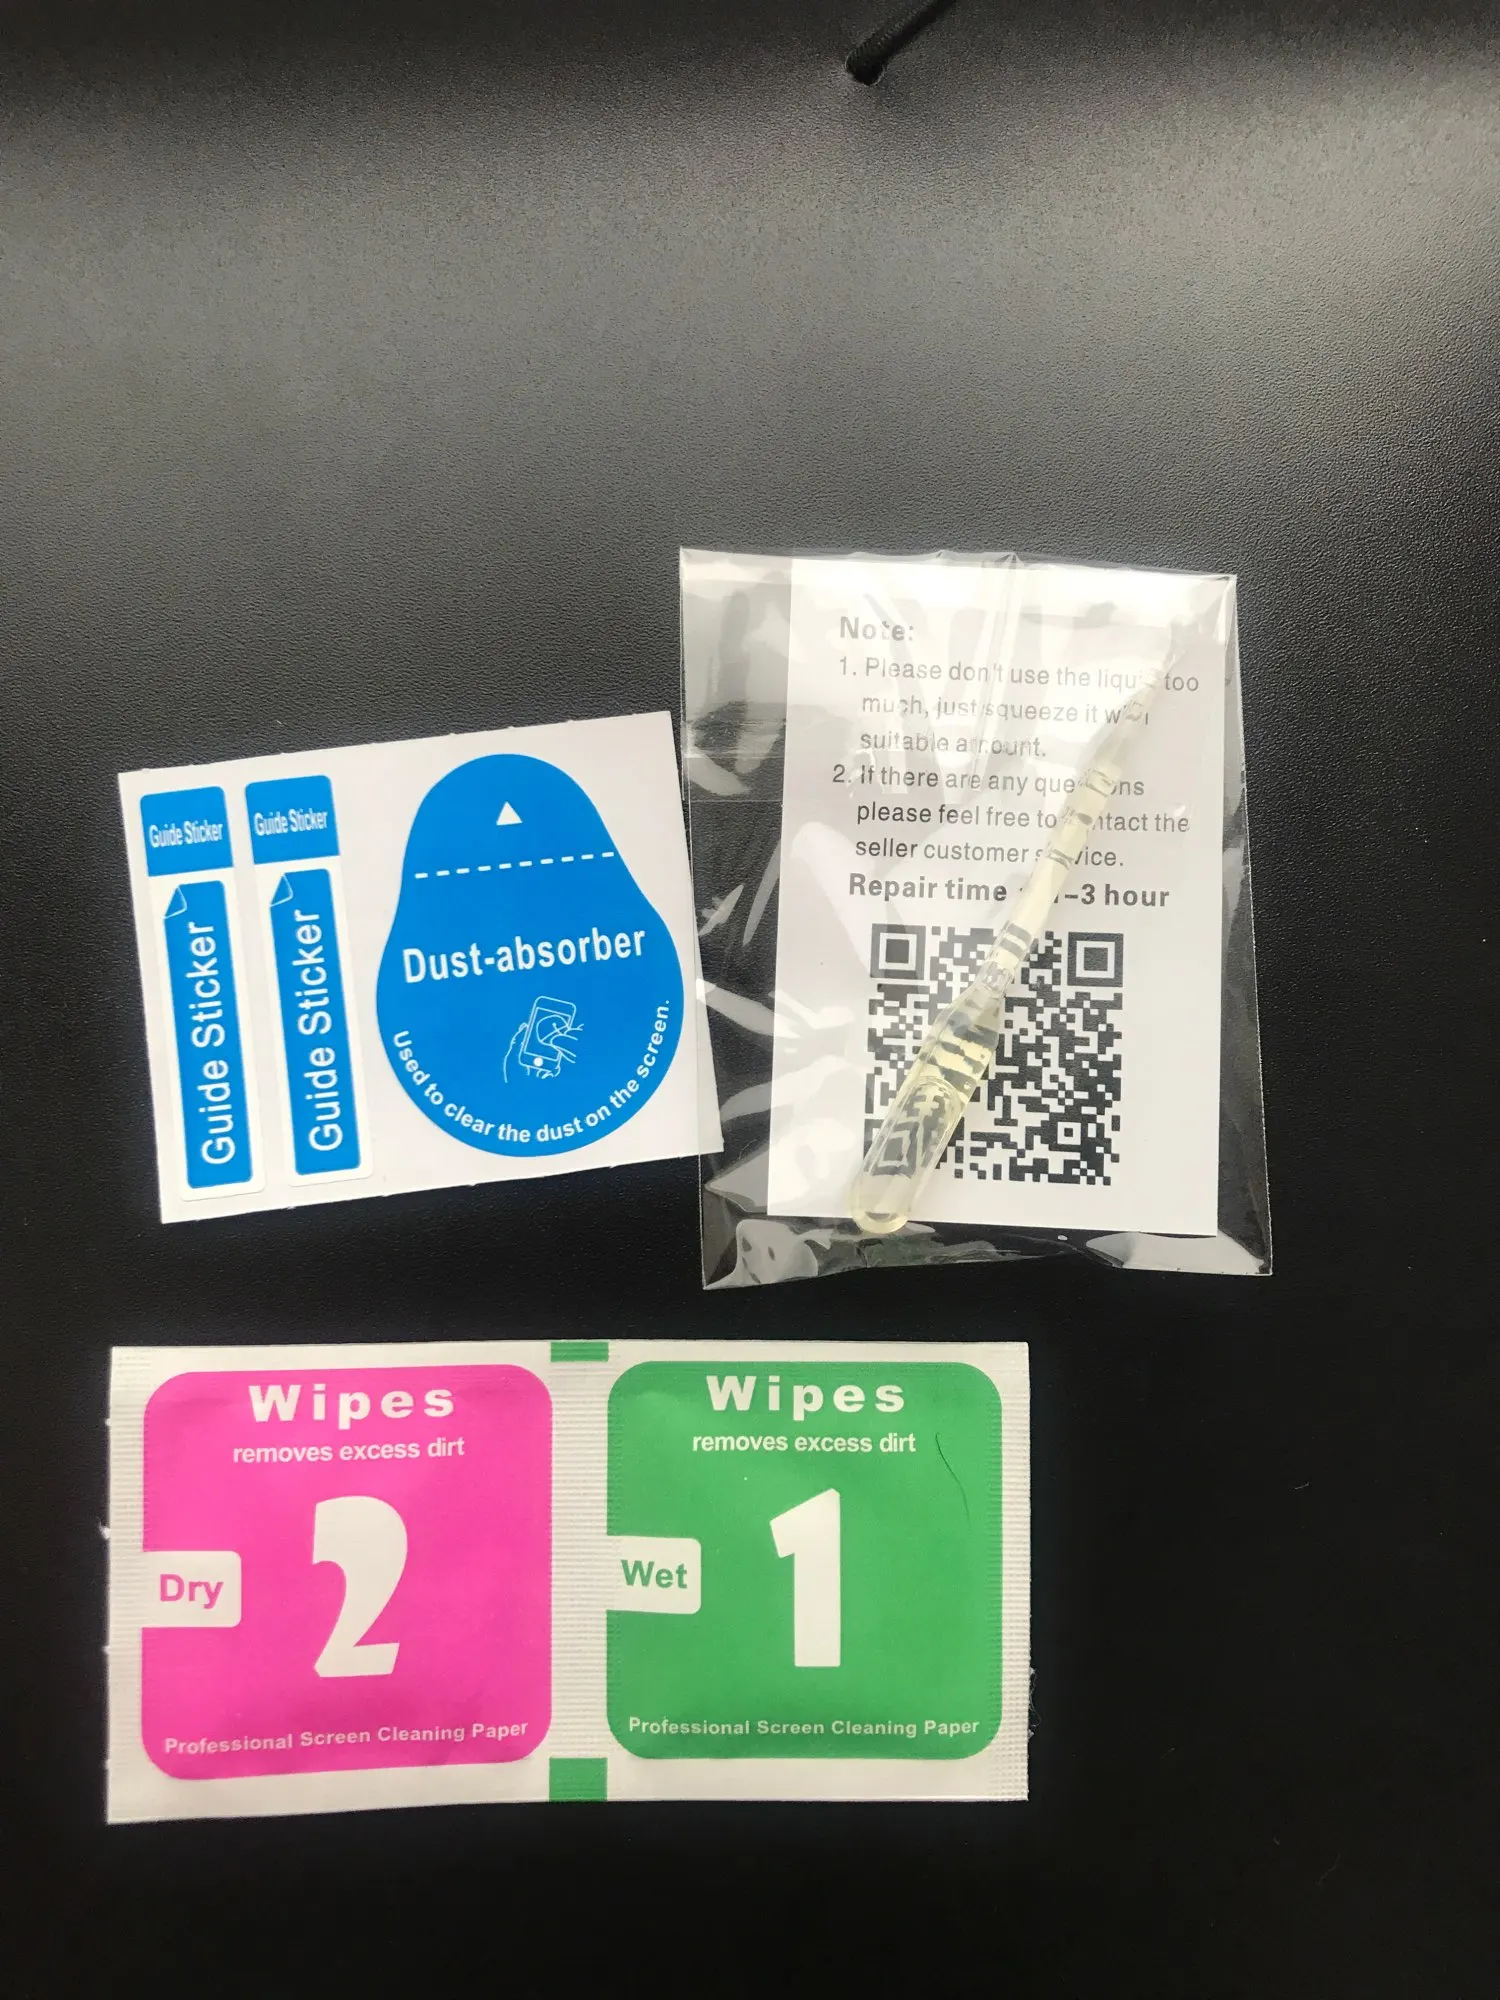 Guide Sticker
Guide Sticker
Guide Sticker
Guide Sticker
Dust-absorber
Used to clear the dust on the screen.
Note:
1. Please don't use the liquid too
much, just squeeze it with
suitable amount.
2. If there are any questions
please feel free to contact the
seller customer service.
Repair time 1-3 hour
Wipes
removes excess dirt
2
Dry
Professional Screen Cleaning Paper
Wipes
removes excess dirt
1
Wet
Professional Screen Cleaning Paper